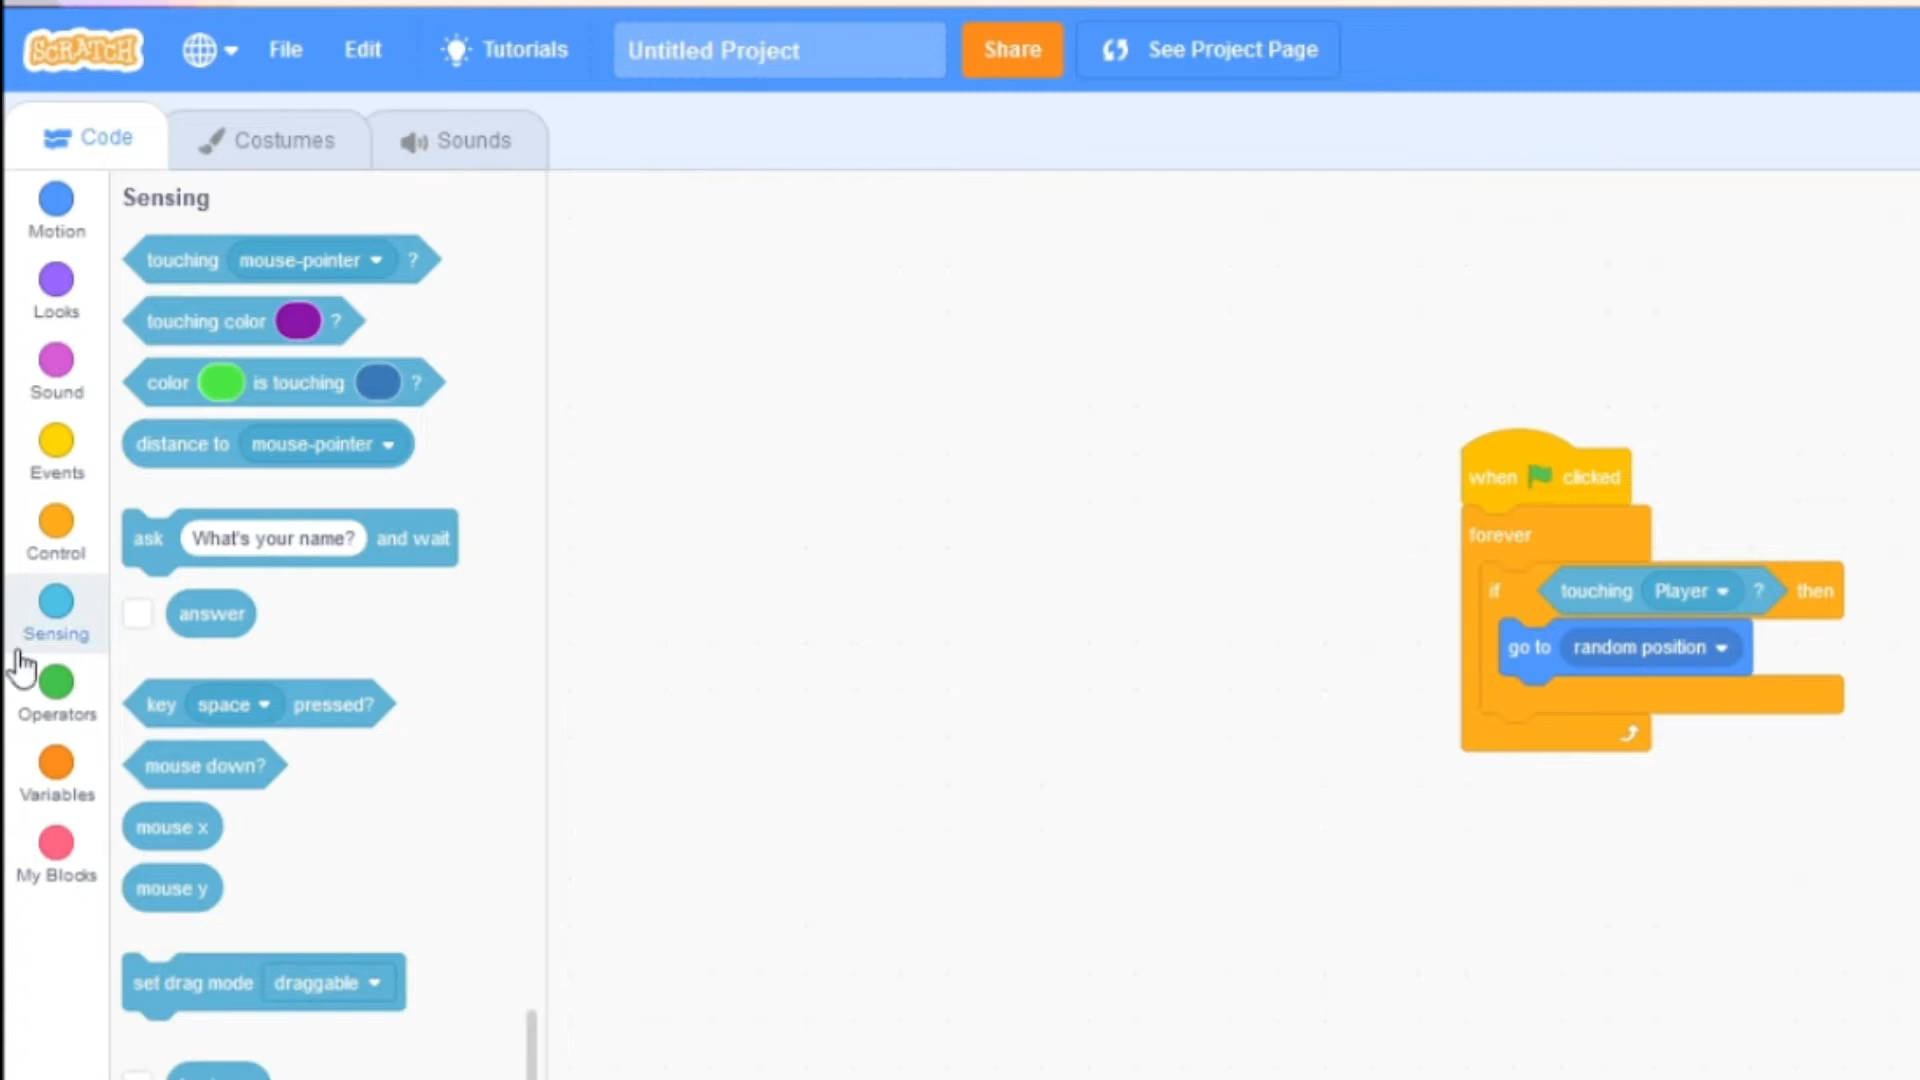 SCRATCH
File
Edit
Tutorials
Untitled Project
Share
See Project Page
Code
Costumes
Sounds
Motion
Looks
Sound
Events
Control
Sensing
Operators
Variables
My Blocks
Sensing
touching mouse-pointer ?
touching color ?
color is touching ?
distance to mouse-pointer
ask What's your name? and wait
answer
key space pressed?
mouse down?
mouse x
mouse y
set drag mode draggable
when clicked
forever
if touching Player ? then
go to random position